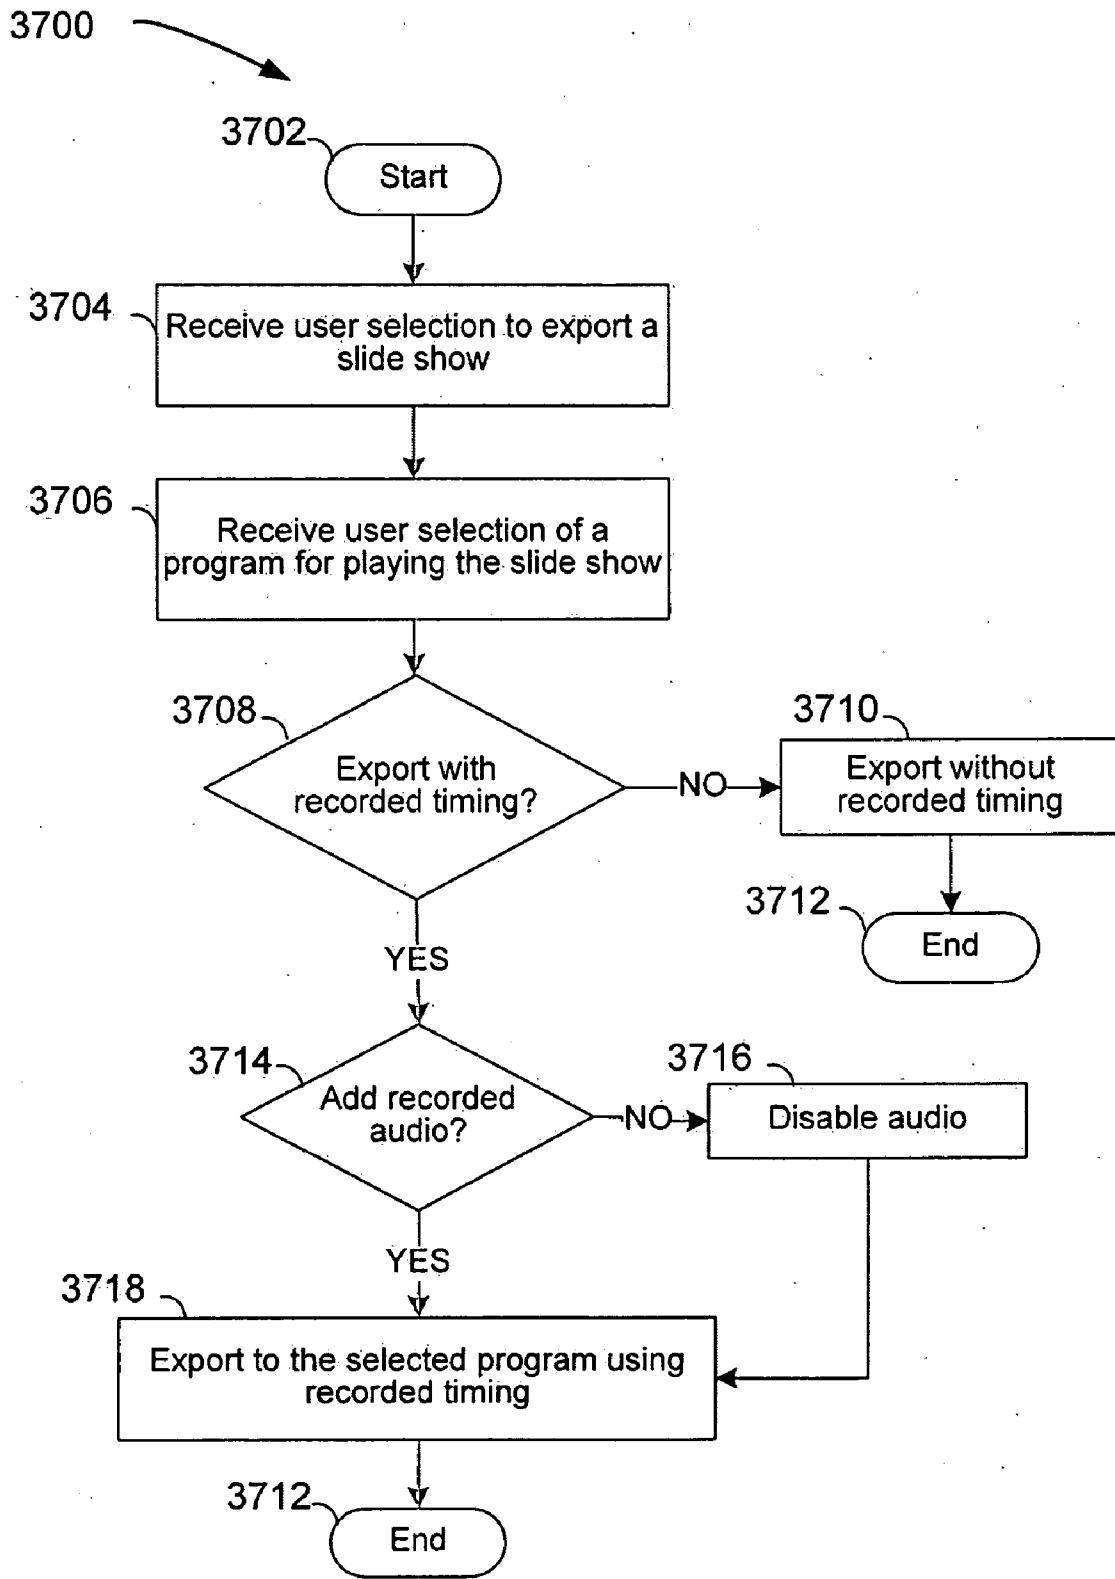 3700
3702
Start
3704
Receive user selection to export a
slide show
3706
Receive user selection of a
program for playing the slide show
3708
Export with
recorded timing?
NO
3710
Export without
recorded timing
3712
End
YES
3714
Add recorded
audio?
NO
3716
Disable audio
YES
3718
Export to the selected program using
recorded timing
3712
End